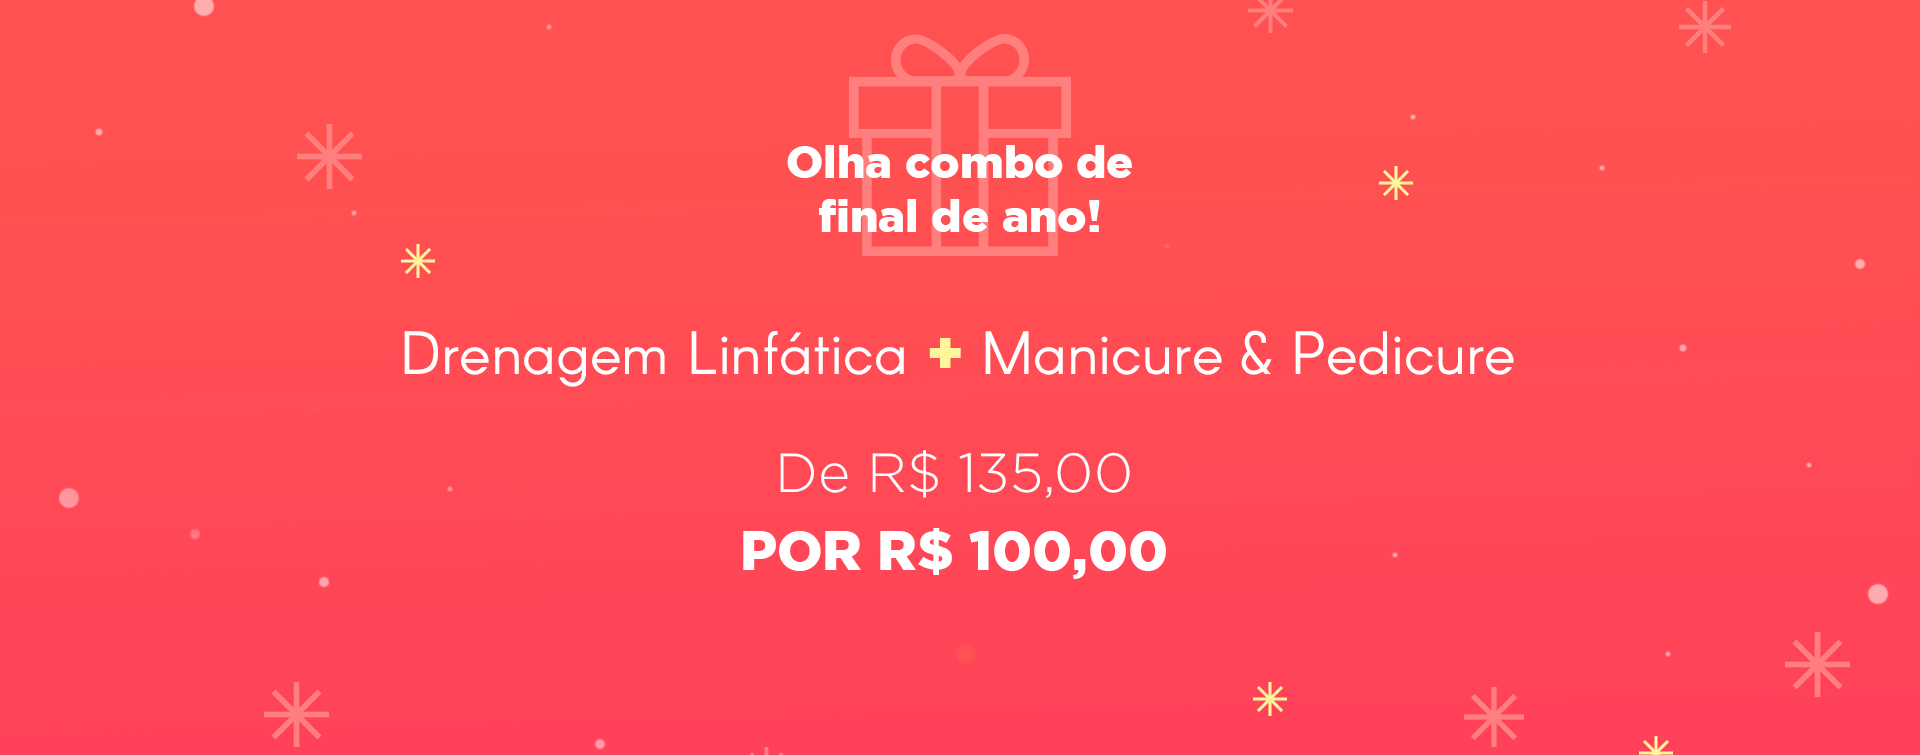 Olha combo de
final de ano!
Drenagem Linfática + Manicure & Pedicure
De R$ 135,00
POR R$ 100,00